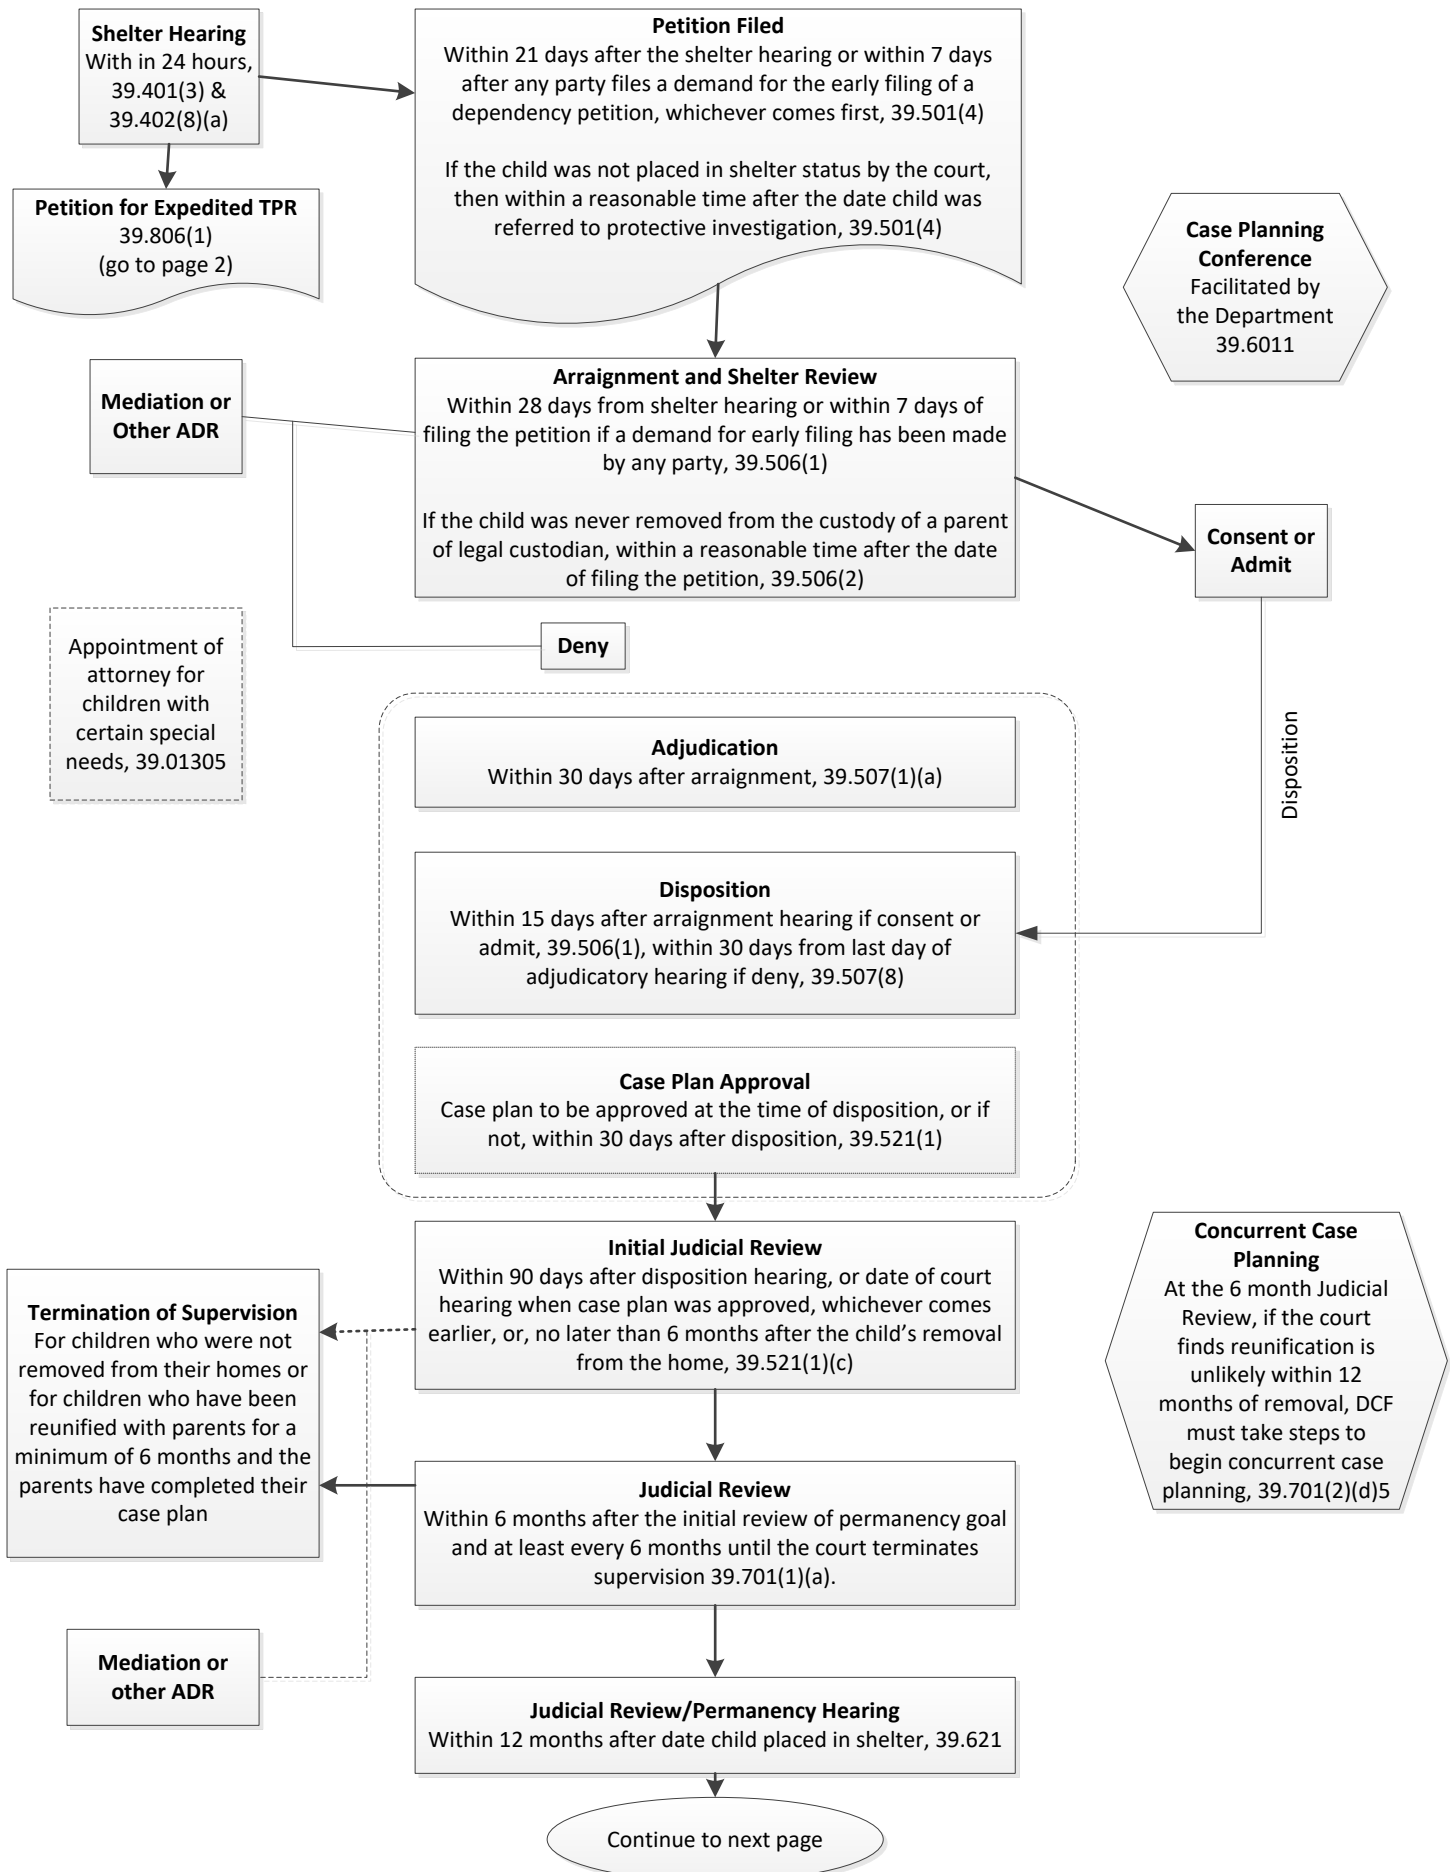 Shelter Hearing
With in 24 hours,
39.401(3) &
39.402(8)(a)
Petition Filed
Within 21 days after the shelter hearing or within 7 days
after any party files a demand for the early filing of a
dependency petition, whichever comes first, 39.501(4)
If the child was not placed in shelter status by the court,
then within a reasonable time after the date child was
referred to protective investigation, 39.501(4)
Petition for Expedited TPR
39.806(1)
(go to page 2)
Case Planning
Conference
Facilitated by
the Department
39.6011
Mediation or
Other ADR
Arraignment and Shelter Review
Within 28 days from shelter hearing or within 7 days of
filing the petition if a demand for early filing has been made
by any party, 39.506(1)
If the child was never removed from the custody of a parent
of legal custodian, within a reasonable time after the date
of filing the petition, 39.506(2)
Consent or
Admit
Deny
Appointment of
attorney for
children with
certain special
needs, 39.01305
Disposition
Adjudication
Within 30 days after arraignment, 39.507(1)(a)
Disposition
Within 15 days after arraignment hearing if consent or
admit, 39.506(1), within 30 days from last day of
adjudicatory hearing if deny, 39.507(8)
Case Plan Approval
Case plan to be approved at the time of disposition, or if
not, within 30 days after disposition, 39.521(1)
Initial Judicial Review
Within 90 days after disposition hearing, or date of court
hearing when case plan was approved, whichever comes
earlier, or, no later than 6 months after the child's removal
from the home, 39.521(1)(c)
Termination of Supervision
For children who were not
removed from their homes or
for children who have been
reunified with parents for a
minimum of 6 months and the
parents have completed their
case plan
Concurrent Case
Planning
At the 6 month Judicial
Review, if the court
finds reunification is
unlikely within 12
months of removal, DCF
must take steps to
begin concurrent case
planning, 39.701(2)(d)5
Judicial Review
Within 6 months after the initial review of permanency goal
and at least every 6 months until the court terminates
supervision 39.701(1)(a).
Mediation or
other ADR
Judicial Review/Permanency Hearing
Within 12 months after date child placed in shelter, 39.621
Continue to next page